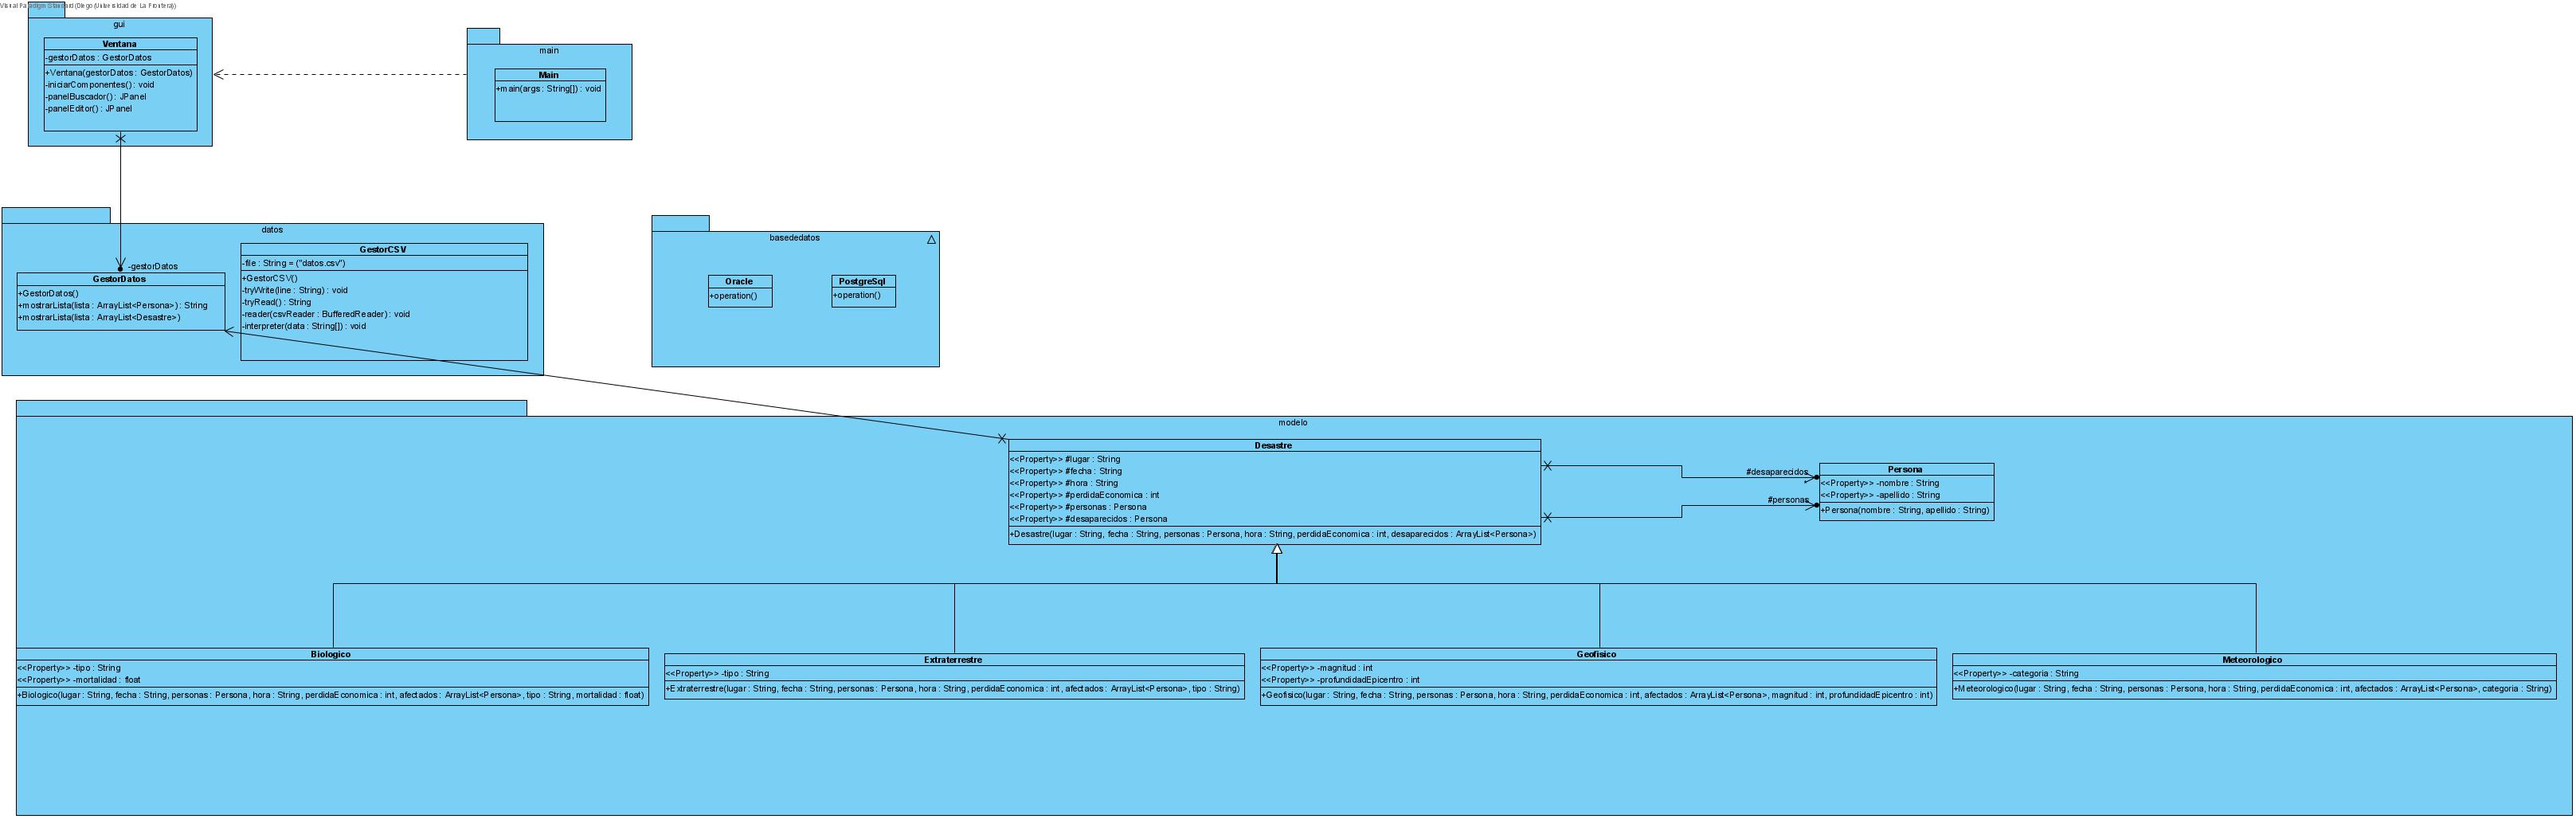 Visual Paradigm Standard (Diego (Universidad de La Frontera))
gui
Ventana
-gestorDatos : GestorDatos
+Ventana(gestorDatos : GestorDatos)
-iniciarComponentes() : void
-panelBuscador() : JPanel
-panelEditor() : JPanel
main
Main
+main(args : String[]) : void
datos
-gestorDatos
GestorDatos
+GestorDatos()
+mostrarLista(lista : ArrayList<Persona>) : String
+mostrarLista(lista : ArrayList<Desastre>)
GestorCSV
-file : String = ("datos.csv")
+GestorCSV()
-tryWrite(line : String) : void
-tryRead() : String
-reader(csvReader : BufferedReader) : void
-interpreter(data : String[]) : void
basededatos
Oracle
+operation()
PostgreSql
+operation()
modelo
Desastre
<<Property>> #lugar : String
<<Property>> #fecha : String
<<Property>> #hora : String
<<Property>> #perdidaEconomica : int
<<Property>> #personas : Persona
<<Property>> #desaparecidos : Persona
+Desastre(lugar : String, fecha : String, personas : Persona, hora : String, perdidaEconomica : int, desaparecidos : ArrayList<Persona>)
#desaparecidos
#personas
Persona
<<Property>> -nombre : String
<<Property>> -apellido : String
+Persona(nombre : String, apellido : String)
Biologico
<<Property>> -tipo : String
<<Property>> -mortalidad : float
+Biologico(lugar : String, fecha : String, personas : Persona, hora : String, perdidaEconomica : int, afectados : ArrayList<Persona>, tipo : String, mortalidad : float)
Extraterrestre
<<Property>> -tipo : String
+Extraterrestre(lugar : String, fecha : String, personas : Persona, hora : String, perdidaEconomica : int, afectados : ArrayList<Persona>, tipo : String)
Geofisico
<<Property>> -magnitud : int
<<Property>> -profundidadEpicentro : int
+Geofisico(lugar : String, fecha : String, personas : Persona, hora : String, perdidaEconomica : int, afectados : ArrayList<Persona>, magnitud : int, profundidadEpicentro : int)
Meteorologico
<<Property>> -categoria : String
+Meteorologico(lugar : String, fecha : String, personas : Persona, hora : String, perdidaEconomica : int, afectados : ArrayList<Persona>, categoria : String)